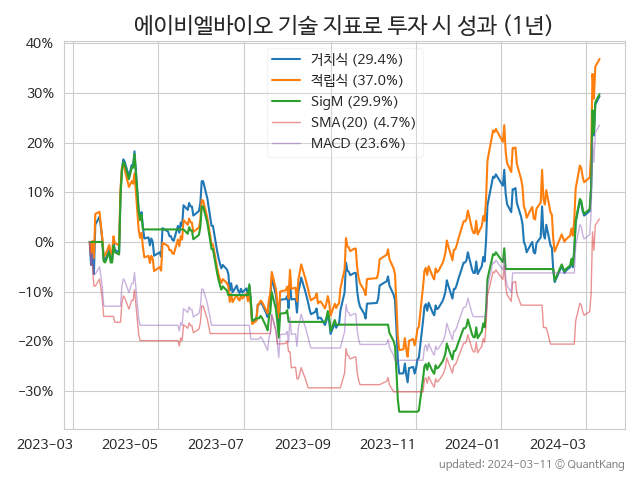 에이비엘바이오 기술 지표로 투자 시 성과 (1년)
거치식 (29.4%)
적립식 (37.0%)
SigM (29.9%)
SMA(20) (4.7%)
MACD (23.6%)
40%
30%
20%
10%
0%
−10%
−20%
−30%
2023-03
2023-05
2023-07
2023-09
2023-11
2024-01
2024-03
updated: 2024-03-11 © QuantKang